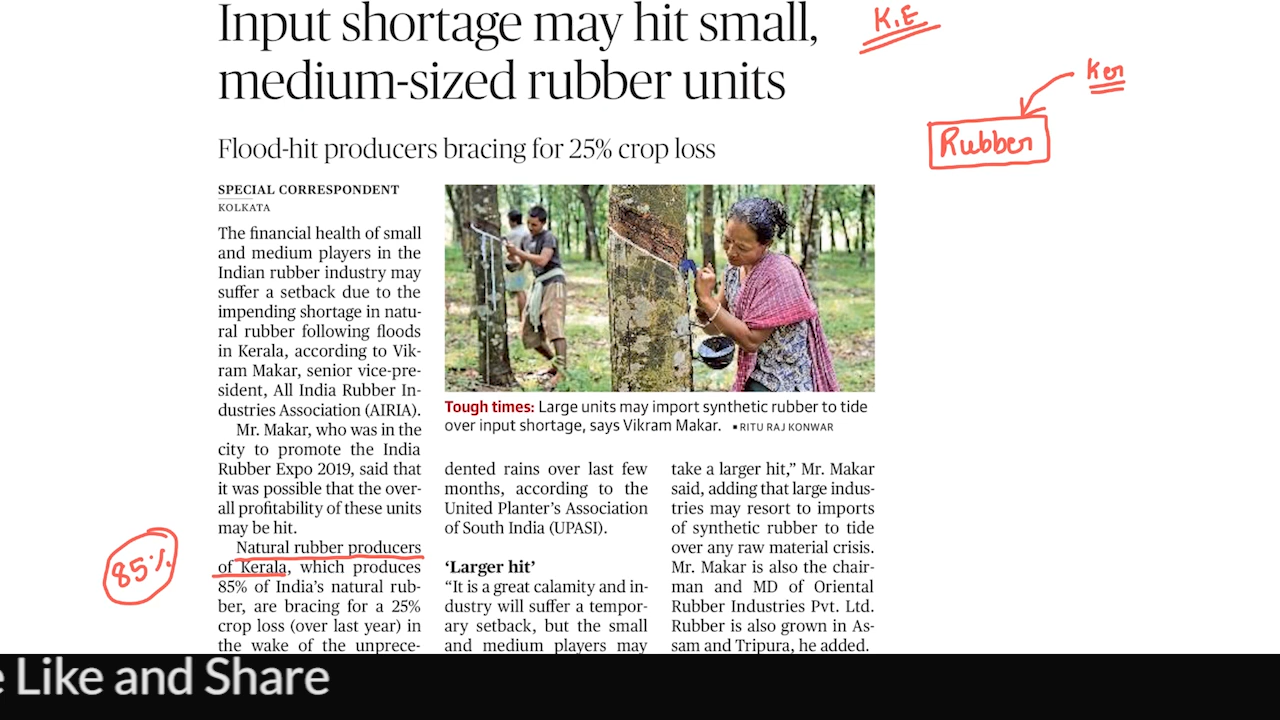 Input shortage may hit small,
medium-sized rubber units
K.E
Ker
Rubber
Flood-hit producers bracing for 25% crop loss
SPECIAL CORRESPONDENT
KOLKATA
The financial health of small
and medium players in the
Indian rubber industry may
suffer a setback due to the
impending shortage in natu-
ral rubber following floods
in Kerala, according to Vik-
ram Makar, senior vice-pre-
sident, All India Rubber In-
dustries Association (AIRIA).
Mr. Makar, who was in the
city to promote the India
Rubber Expo 2019, said that
it was possible that the over-
all profitability of these units
may be hit.
Natural rubber producers
of Kerala, which produces
85% of India's natural rub-
ber, are bracing for a 25%
crop loss (over last year) in
the wake of the unprece-
85%
Tough times: Large units may import synthetic rubber to tide
over input shortage, says Vikram Makar. ▪ RITU RAJ KONWAR
dented rains over last few
months, according to the
United Planter's Association
of South India (UPASI).
'Larger hit'
"It is a great calamity and in-
dustry will suffer a tempor-
ary setback, but the small
and medium players may
take a larger hit," Mr. Makar
said, adding that large indus-
tries may resort to imports
of synthetic rubber to tide
over any raw material crisis.
Mr. Makar is also the chair-
man and MD of Oriental
Rubber Industries Pvt. Ltd.
Rubber is also grown in As-
sam and Tripura, he added.
e Like and Share